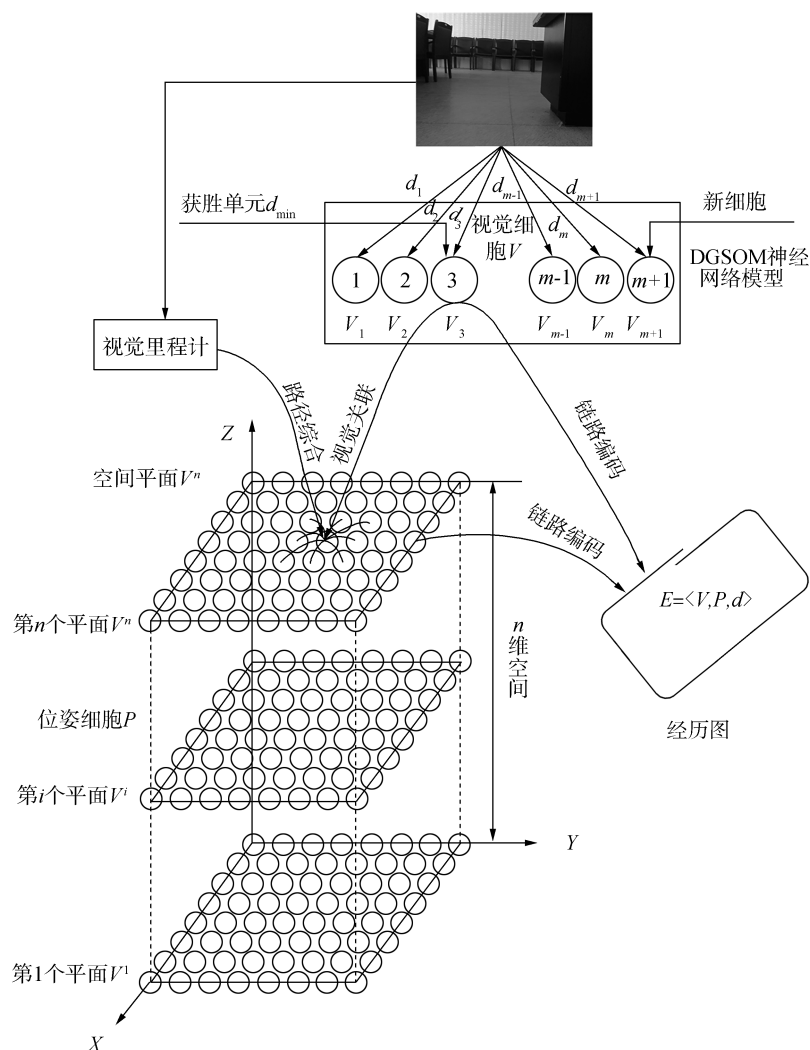 d1
d2
d3
dm-1
dm
dm+1
获胜单元dmin
新细胞
视觉细
胞V
DGSOM神经
网络模型
1
2
3
m-1
m
m+1
V1
V2
V3
Vm-1
Vm
Vm+1
视觉里程计
路径综合
视觉关联
链路编码
Z
空间平面Vn
链路编码
E=<V,P,d>
第n个平面Vn
n维空间
位姿细胞P
经历图
第i个平面Vi
Y
第1个平面V1
X